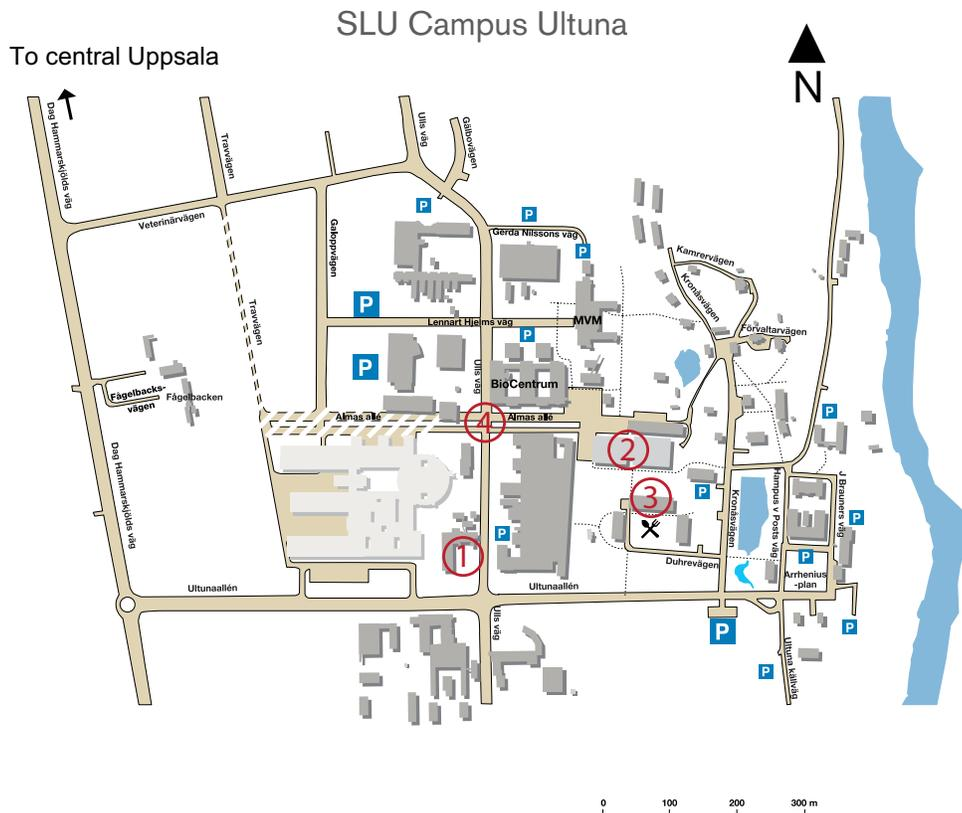 SLU Campus Ultuna
To central Uppsala
N
Dag Hammarskjölds väg
Travvägen
Ulls väg
Gälbovägen
Veterinärvägen
Galoppvägen
P
P
Gerda Nilssons väg
P
Kamrervägen
Kronåsvägen
Travvägen
P
Lennart Hjelms väg
MVM
Förvaltarvägen
P
P
Ulls väg
BioCentrum
Fågelbacks-
vägen
Fågelbacken
Almas allé
Almas allé
4
P
2
Dag Hammarskjölds väg
3
P
Kronåsvägen
Hampus v Posts väg
J Brauners väg
P
P
1
P
Duhrevägen
Arrhenius-
plan
Ultunaallén
Ultunaallén
Ulls väg
P
P
P
Ultuna källväg
0 100 200 300 m